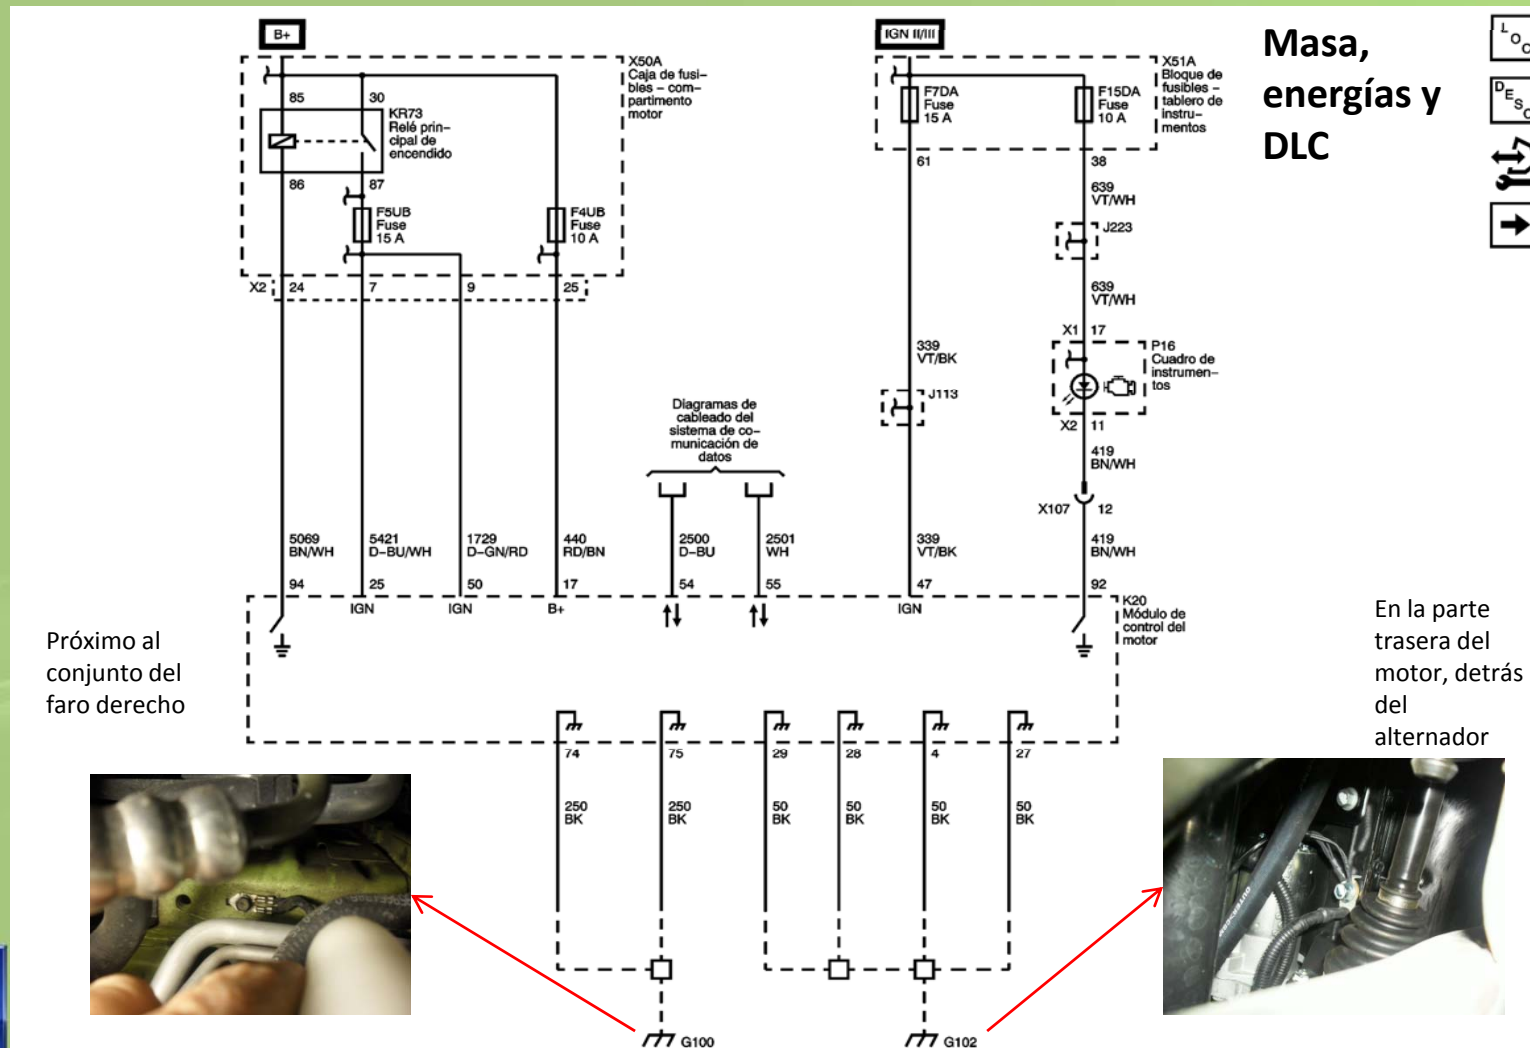 Masa,
energías y
DLC
B+
X50A
Caja de fusi–
bles – com–
partimento
motor
85
30
KR73
Relé prin–
cipal de
encendido
86
87
F5UB
Fuse
15 A
F4UB
Fuse
10 A
X2
24
7
9
25
IGN II/III
X51A
Bloque de
fusibles –
tablero de
instru–
mentos
F7DA
Fuse
15 A
F15DA
Fuse
10 A
61
38
639
VT/WH
J223
639
VT/WH
X1
17
P16
Cuadro de
instrumen–
tos
X2
11
419
BN/WH
X107
12
339
VT/BK
J113
Diagramas de
cableado del
sistema de co–
municación de
datos
5069
BN/WH
5421
D–BU/WH
1729
D–GN/RD
440
RD/BN
2500
D–BU
2501
WH
339
VT/BK
419
BN/WH
94
25
50
17
54
55
47
92
IGN
IGN
B+
IGN
K20
Módulo de
control del
motor
Próximo al
conjunto del
faro derecho
En la parte
trasera del
motor, detrás
del
alternador
74
75
29
28
4
27
250
BK
250
BK
50
BK
50
BK
50
BK
50
BK
G100
G102